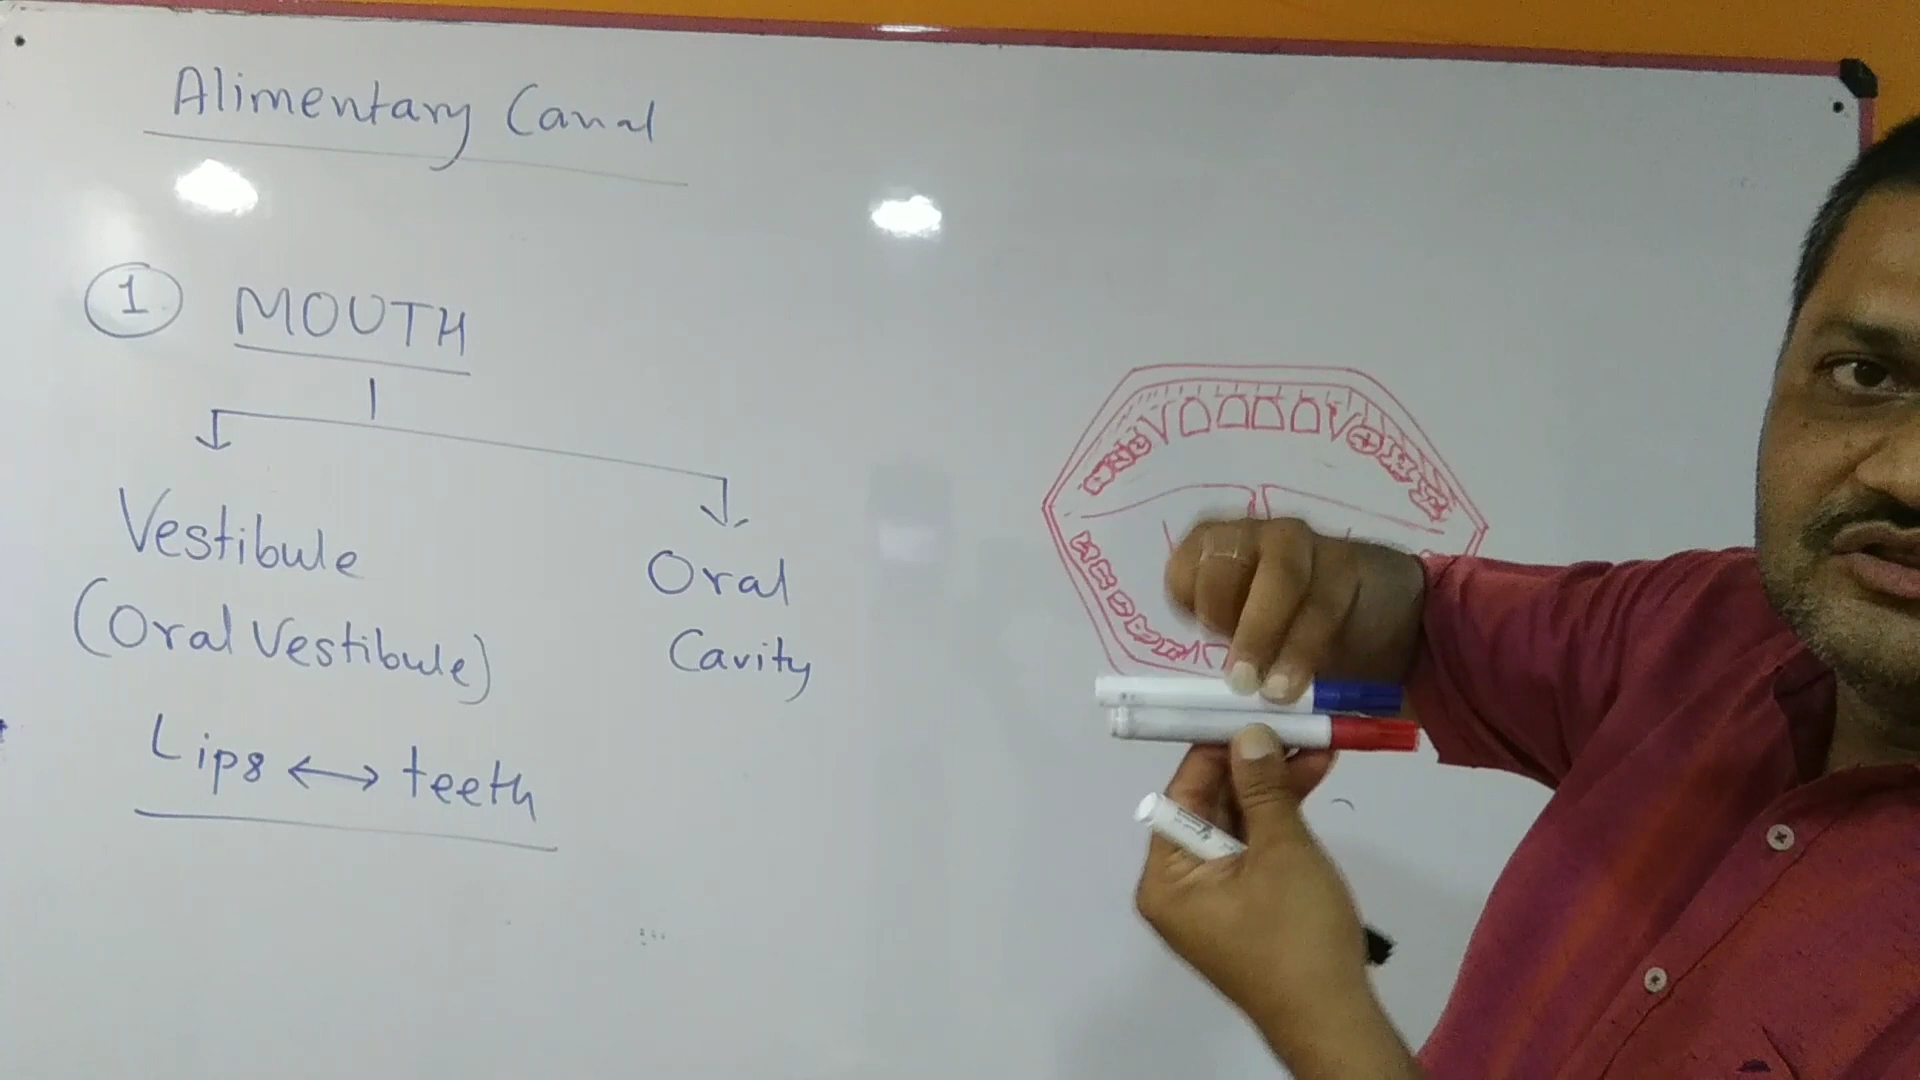 Alimentary Canal
1 MOUTH
Vestibule
(Oral Vestibule)
Lips ↔ teeth
Oral
Cavity